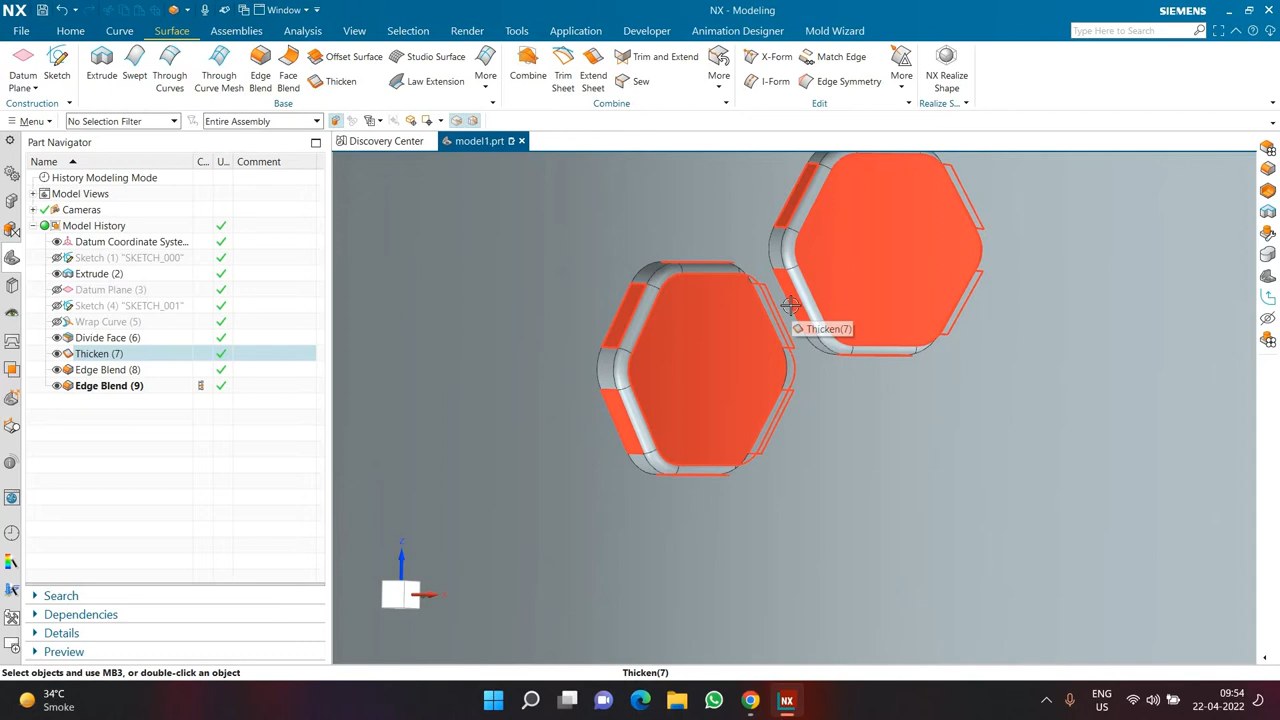 NX
Window
NX - Modeling
SIEMENS
File Home Curve Surface Assemblies Analysis View Selection Render Tools Application Developer Animation Designer Mold Wizard
Type Here to Search
Datum Plane
Sketch
Extrude
Swept
Through Curves
Through Curve Mesh
Edge Blend
Face Blend
Offset Surface
Thicken
Studio Surface
Law Extension
More
Combine
Trim Sheet
Extend Sheet
Trim and Extend
Sew
More
X-Form
I-Form
Match Edge
Edge Symmetry
More
NX Realize Shape
Construction Base Combine Edit Realize S...
Menu No Selection Filter Entire Assembly
Part Navigator
Discovery Center model1.prt
Name C... U... Comment
History Modeling Mode
Model Views
Cameras
Model History
Datum Coordinate Syste...
Sketch (1) "SKETCH_000"
Extrude (2)
Datum Plane (3)
Sketch (4) "SKETCH_001"
Wrap Curve (5)
Divide Face (6)
Thicken (7)
Edge Blend (8)
Edge Blend (9)
Thicken(7)
Z
Search
Dependencies
Details
Preview
Select objects and use MB3, or double-click an object Thicken(7)
34°C
Smoke
NX
ENG
US
09:54
22-04-2022